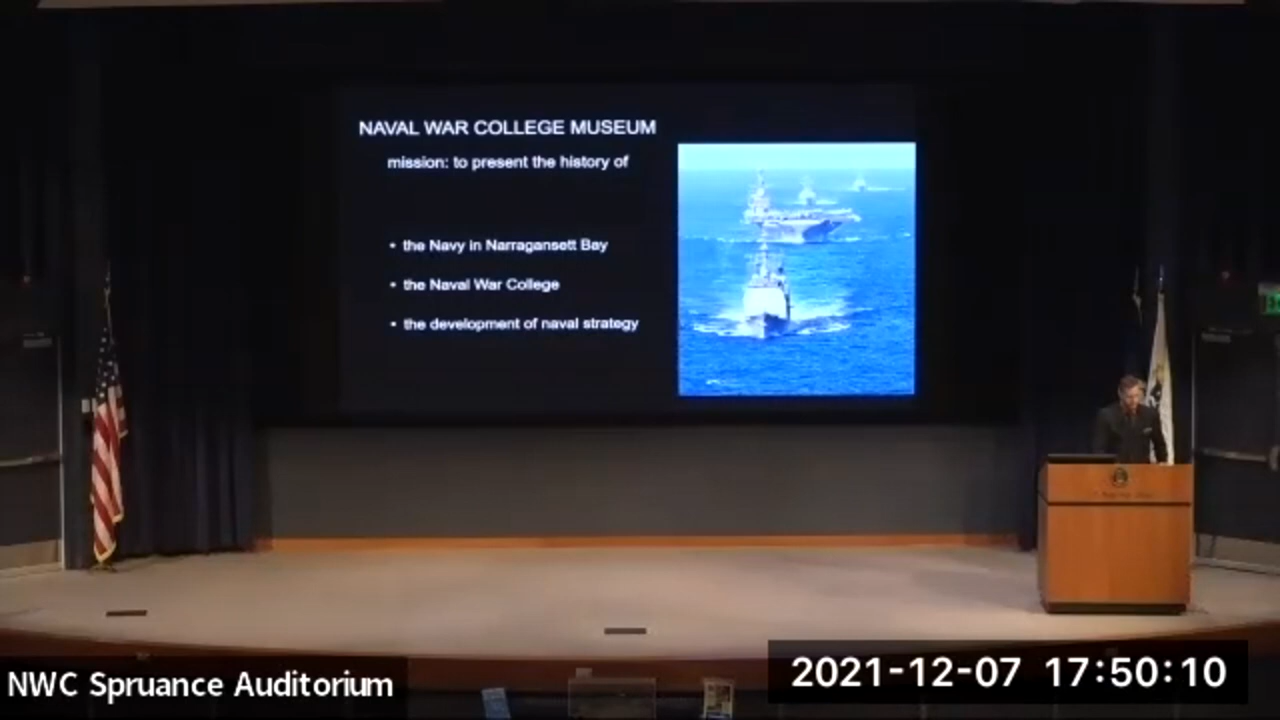 NAVAL WAR COLLEGE MUSEUM
mission: to present the history of
• the Navy in Narragansett Bay
• the Naval War College
• the development of naval strategy
NWC Spruance Auditorium
2021-12-07 17:50:10